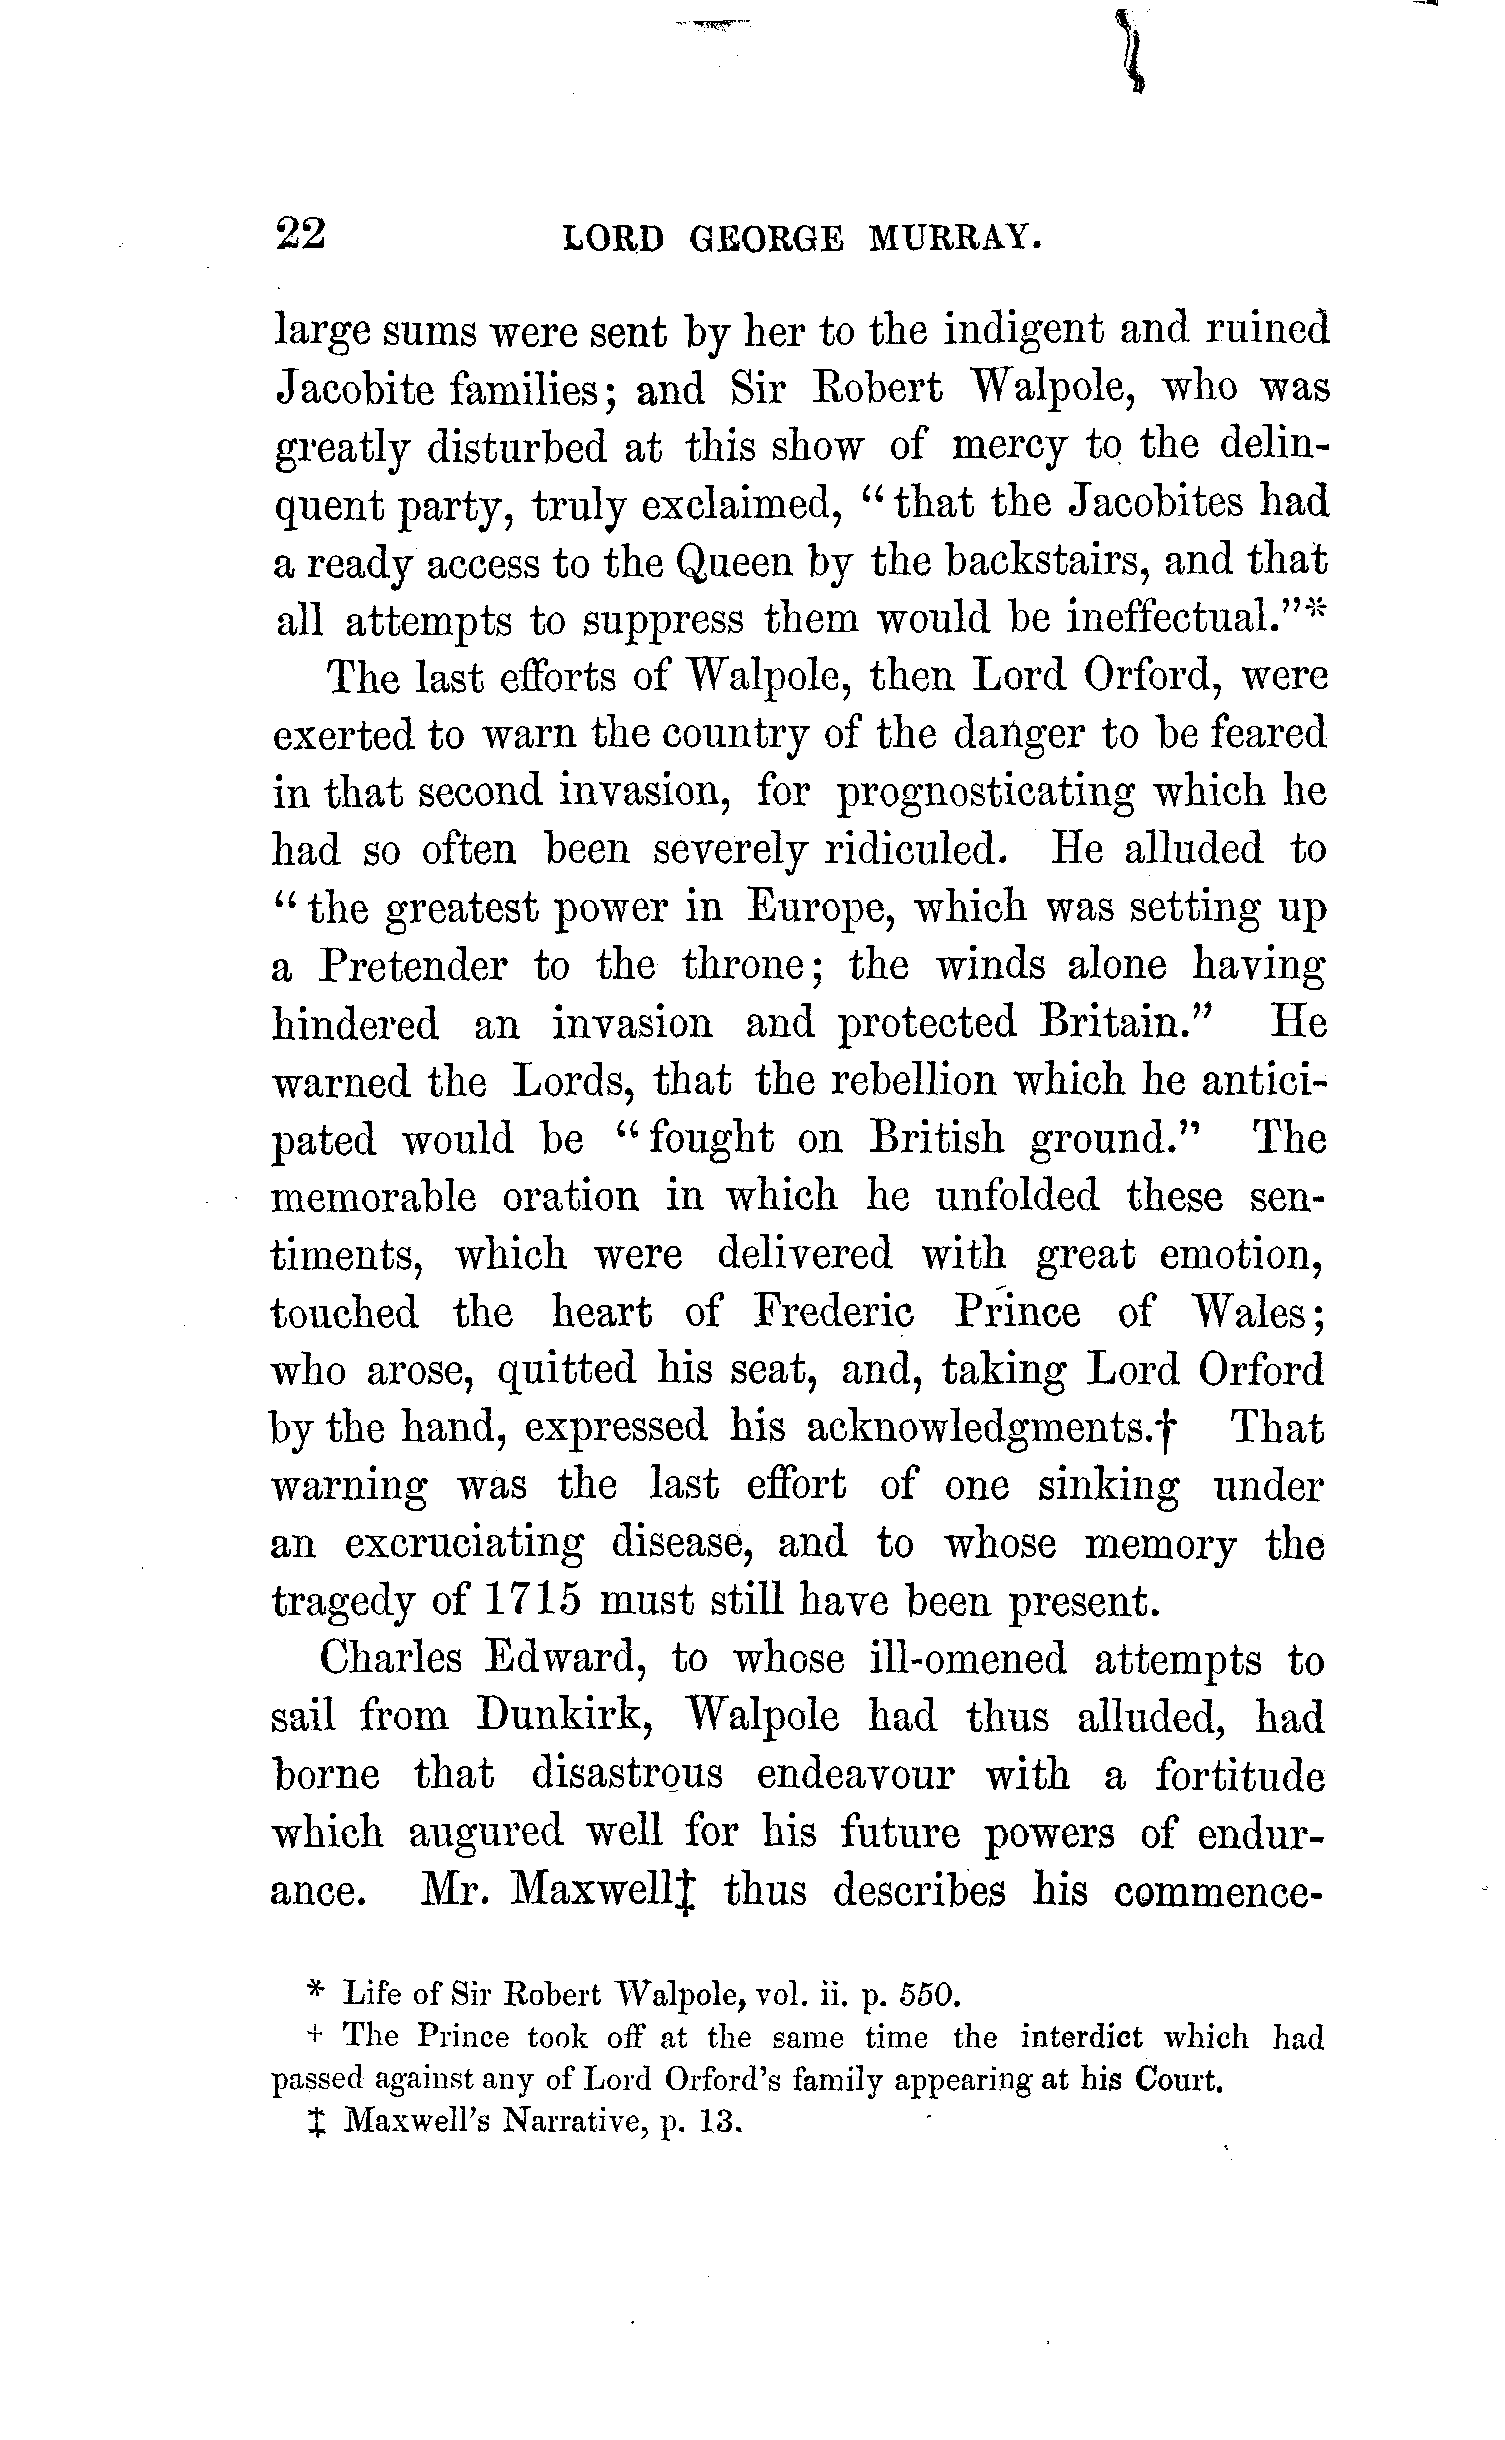 22 LORD GEORGE MURRAY.
large sums were sent by her to the indigent and ruined
Jacobite families; and Sir Robert Walpole, who was
greatly disturbed at this show of mercy to the delin-
quent party, truly exclaimed, "that the Jacobites had
a ready access to the Queen by the backstairs, and that
all attempts to suppress them would be ineffectual."*
The last efforts of Walpole, then Lord Orford, were
exerted to warn the country of the danger to be feared
in that second invasion, for prognosticating which he
had so often been severely ridiculed. He alluded to
"the greatest power in Europe, which was setting up
a Pretender to the throne; the winds alone having
hindered an invasion and protected Britain." He
warned the Lords, that the rebellion which he antici-
pated would be "fought on British ground." The
memorable oration in which he unfolded these sen-
timents, which were delivered with great emotion,
touched the heart of Frederic Prince of Wales;
who arose, quitted his seat, and, taking Lord Orford
by the hand, expressed his acknowledgments.† That
warning was the last effort of one sinking under
an excruciating disease, and to whose memory the
tragedy of 1715 must still have been present.
Charles Edward, to whose ill-omened attempts to
sail from Dunkirk, Walpole had thus alluded, had
borne that disastrous endeavour with a fortitude
which augured well for his future powers of endur-
ance. Mr. Maxwell‡ thus describes his commence-
* Life of Sir Robert Walpole, vol. ii. p. 550.
+ The Prince took off at the same time the interdict which had
passed against any of Lord Orford's family appearing at his Court.
‡ Maxwell's Narrative, p. 13.